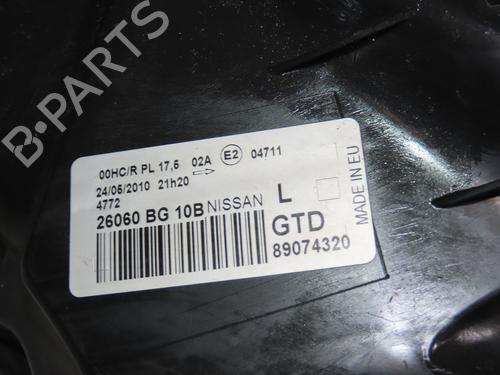 00HC/R PL 17,5 02A E2 04711
24/05/2010 21h20
4772
26060 BG 10B NISSAN L
GTD
89074320
MADE IN EU
B-PARTS